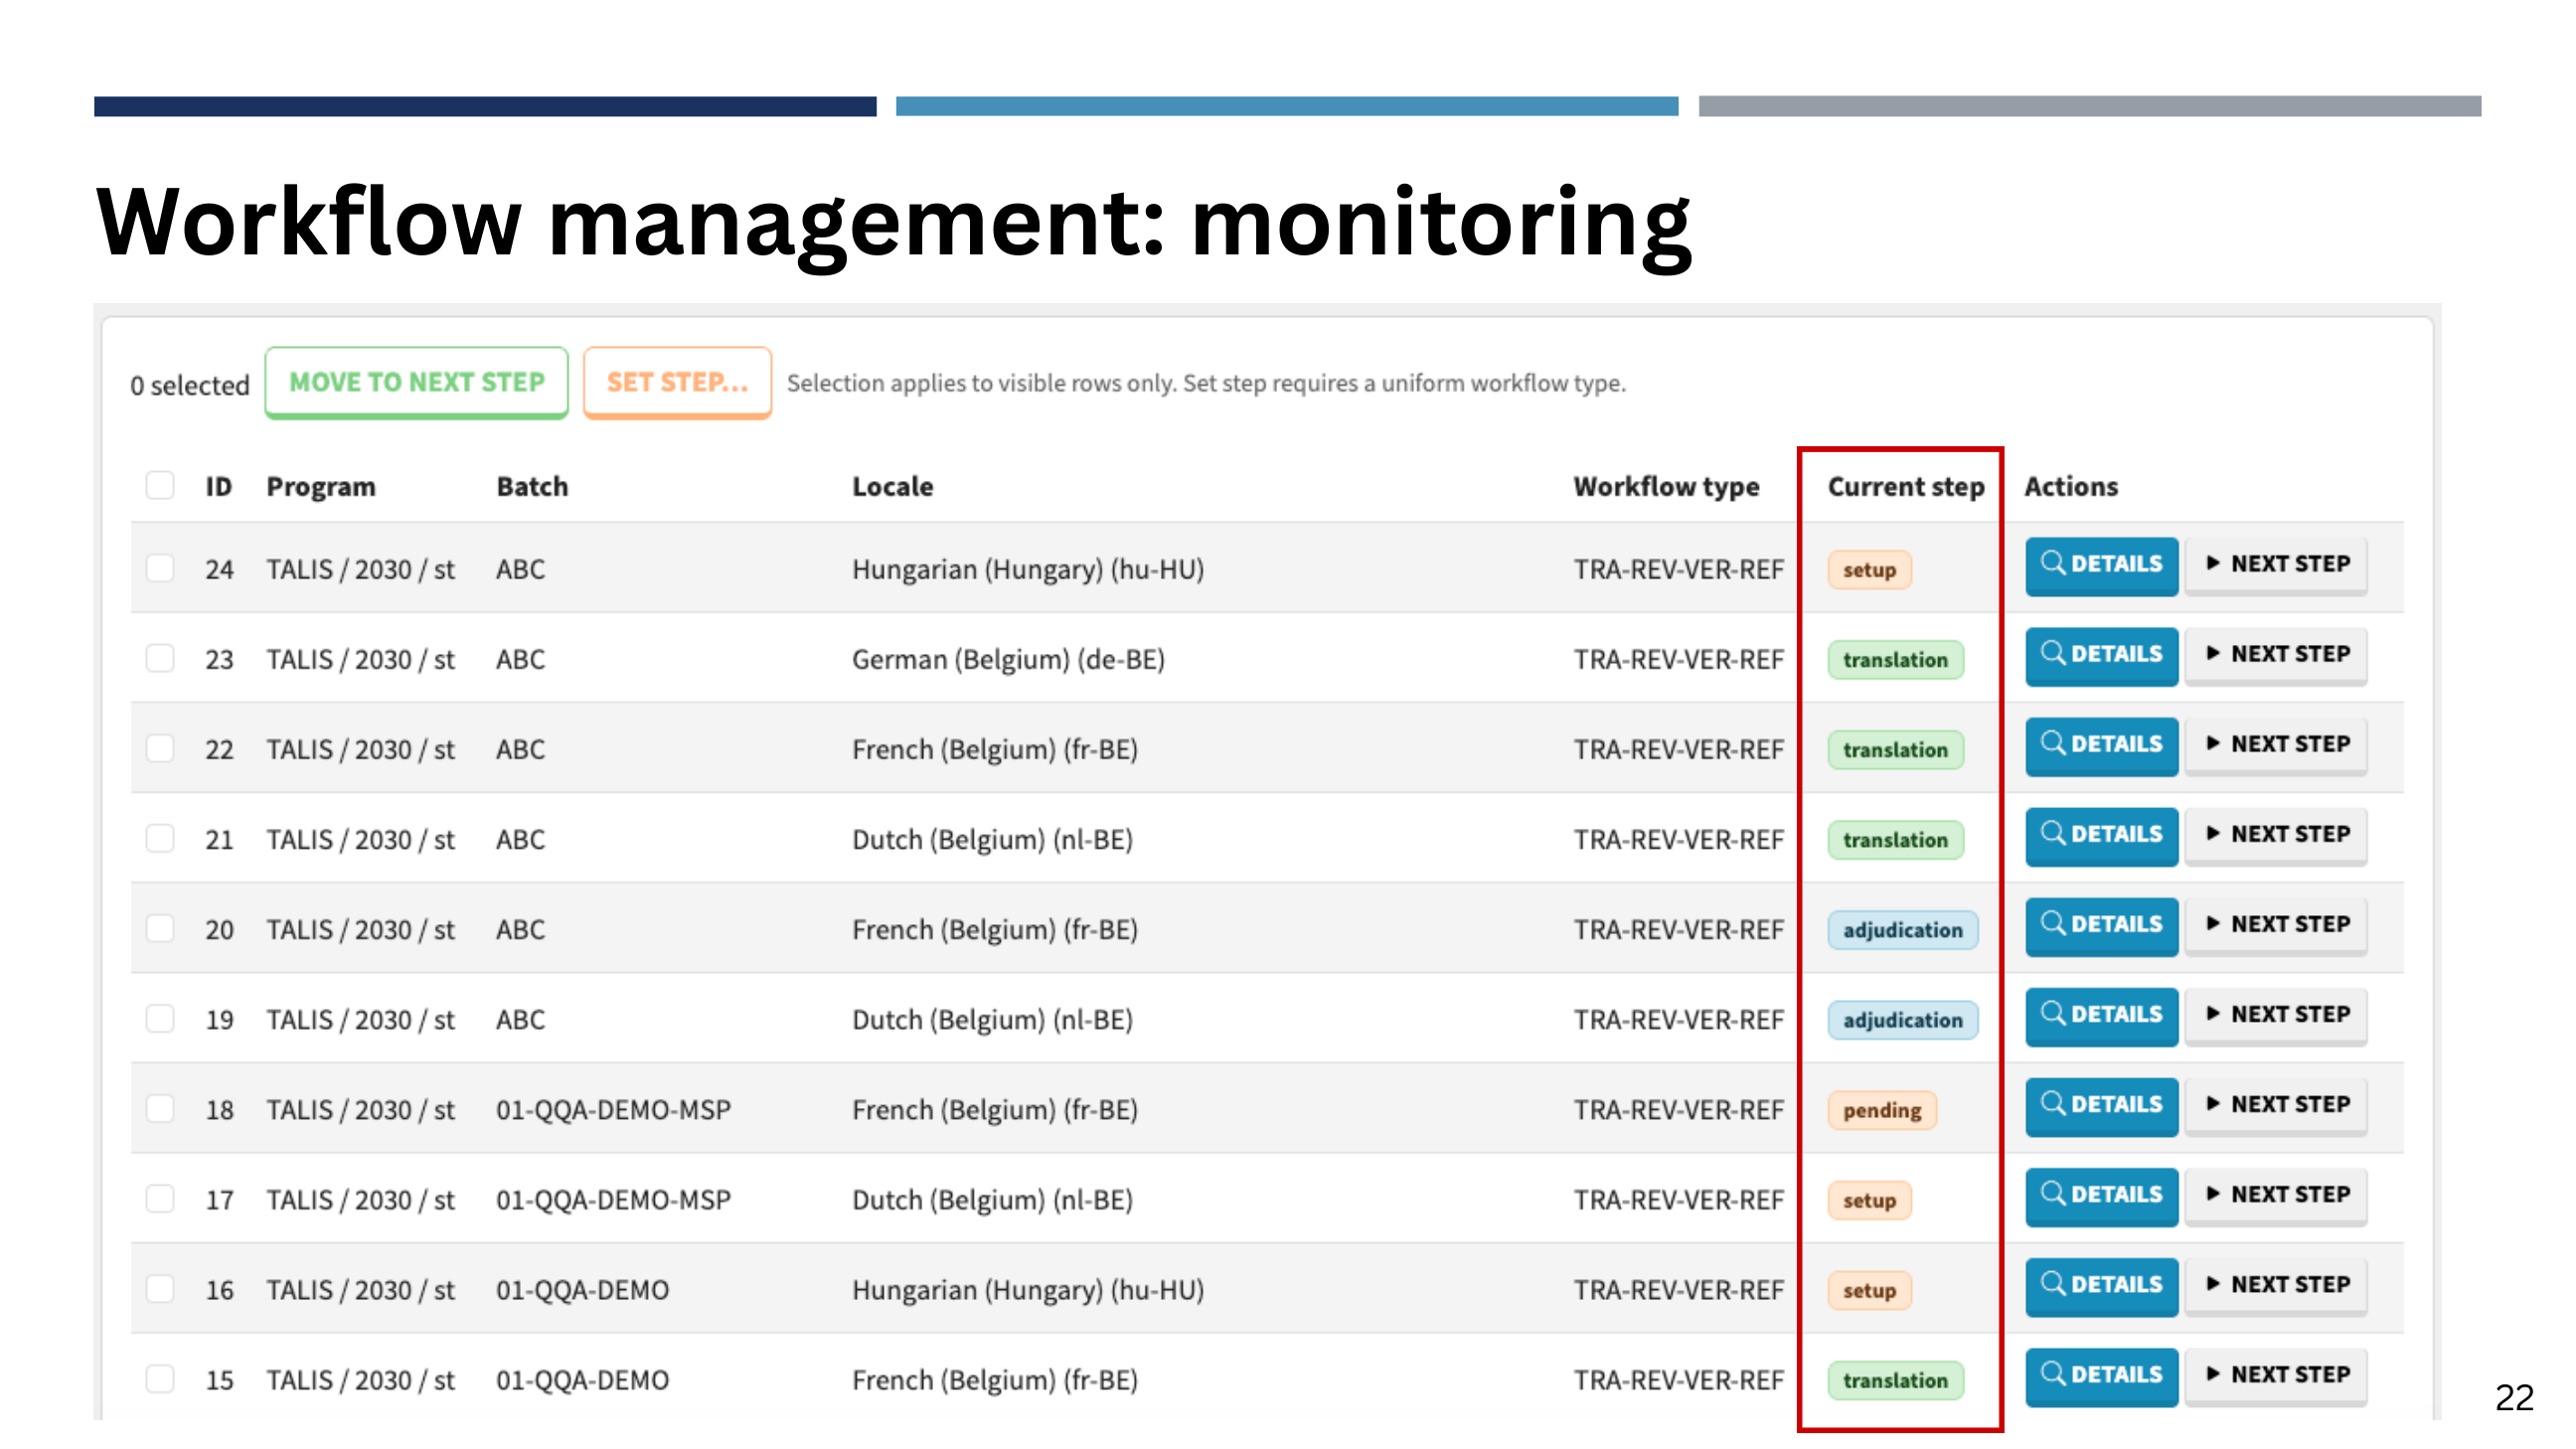 Workflow management: monitoring
0 selected MOVE TO NEXT STEP SET STEP... Selection applies to visible rows only. Set step requires a uniform workflow type.
ID Program Batch Locale Workflow type Current step Actions
24 TALIS / 2030 / st ABC Hungarian (Hungary) (hu-HU) TRA-REV-VER-REF setup DETAILS NEXT STEP
23 TALIS / 2030 / st ABC German (Belgium) (de-BE) TRA-REV-VER-REF translation DETAILS NEXT STEP
22 TALIS / 2030 / st ABC French (Belgium) (fr-BE) TRA-REV-VER-REF translation DETAILS NEXT STEP
21 TALIS / 2030 / st ABC Dutch (Belgium) (nl-BE) TRA-REV-VER-REF translation DETAILS NEXT STEP
20 TALIS / 2030 / st ABC French (Belgium) (fr-BE) TRA-REV-VER-REF adjudication DETAILS NEXT STEP
19 TALIS / 2030 / st ABC Dutch (Belgium) (nl-BE) TRA-REV-VER-REF adjudication DETAILS NEXT STEP
18 TALIS / 2030 / st 01-QQA-DEMO-MSP French (Belgium) (fr-BE) TRA-REV-VER-REF pending DETAILS NEXT STEP
17 TALIS / 2030 / st 01-QQA-DEMO-MSP Dutch (Belgium) (nl-BE) TRA-REV-VER-REF setup DETAILS NEXT STEP
16 TALIS / 2030 / st 01-QQA-DEMO Hungarian (Hungary) (hu-HU) TRA-REV-VER-REF setup DETAILS NEXT STEP
15 TALIS / 2030 / st 01-QQA-DEMO French (Belgium) (fr-BE) TRA-REV-VER-REF translation DETAILS NEXT STEP
22